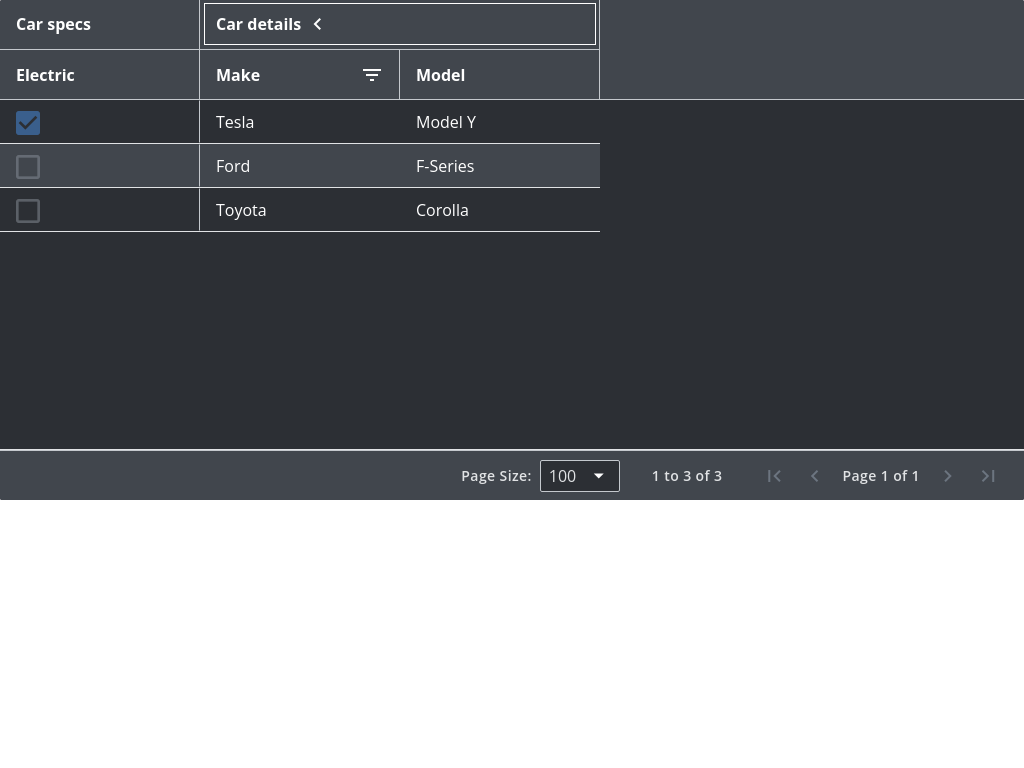 Car specs Car details
Electric Make Model
Tesla Model Y
Ford F-Series
Toyota Corolla
Page Size: 100 1 to 3 of 3 Page 1 of 1